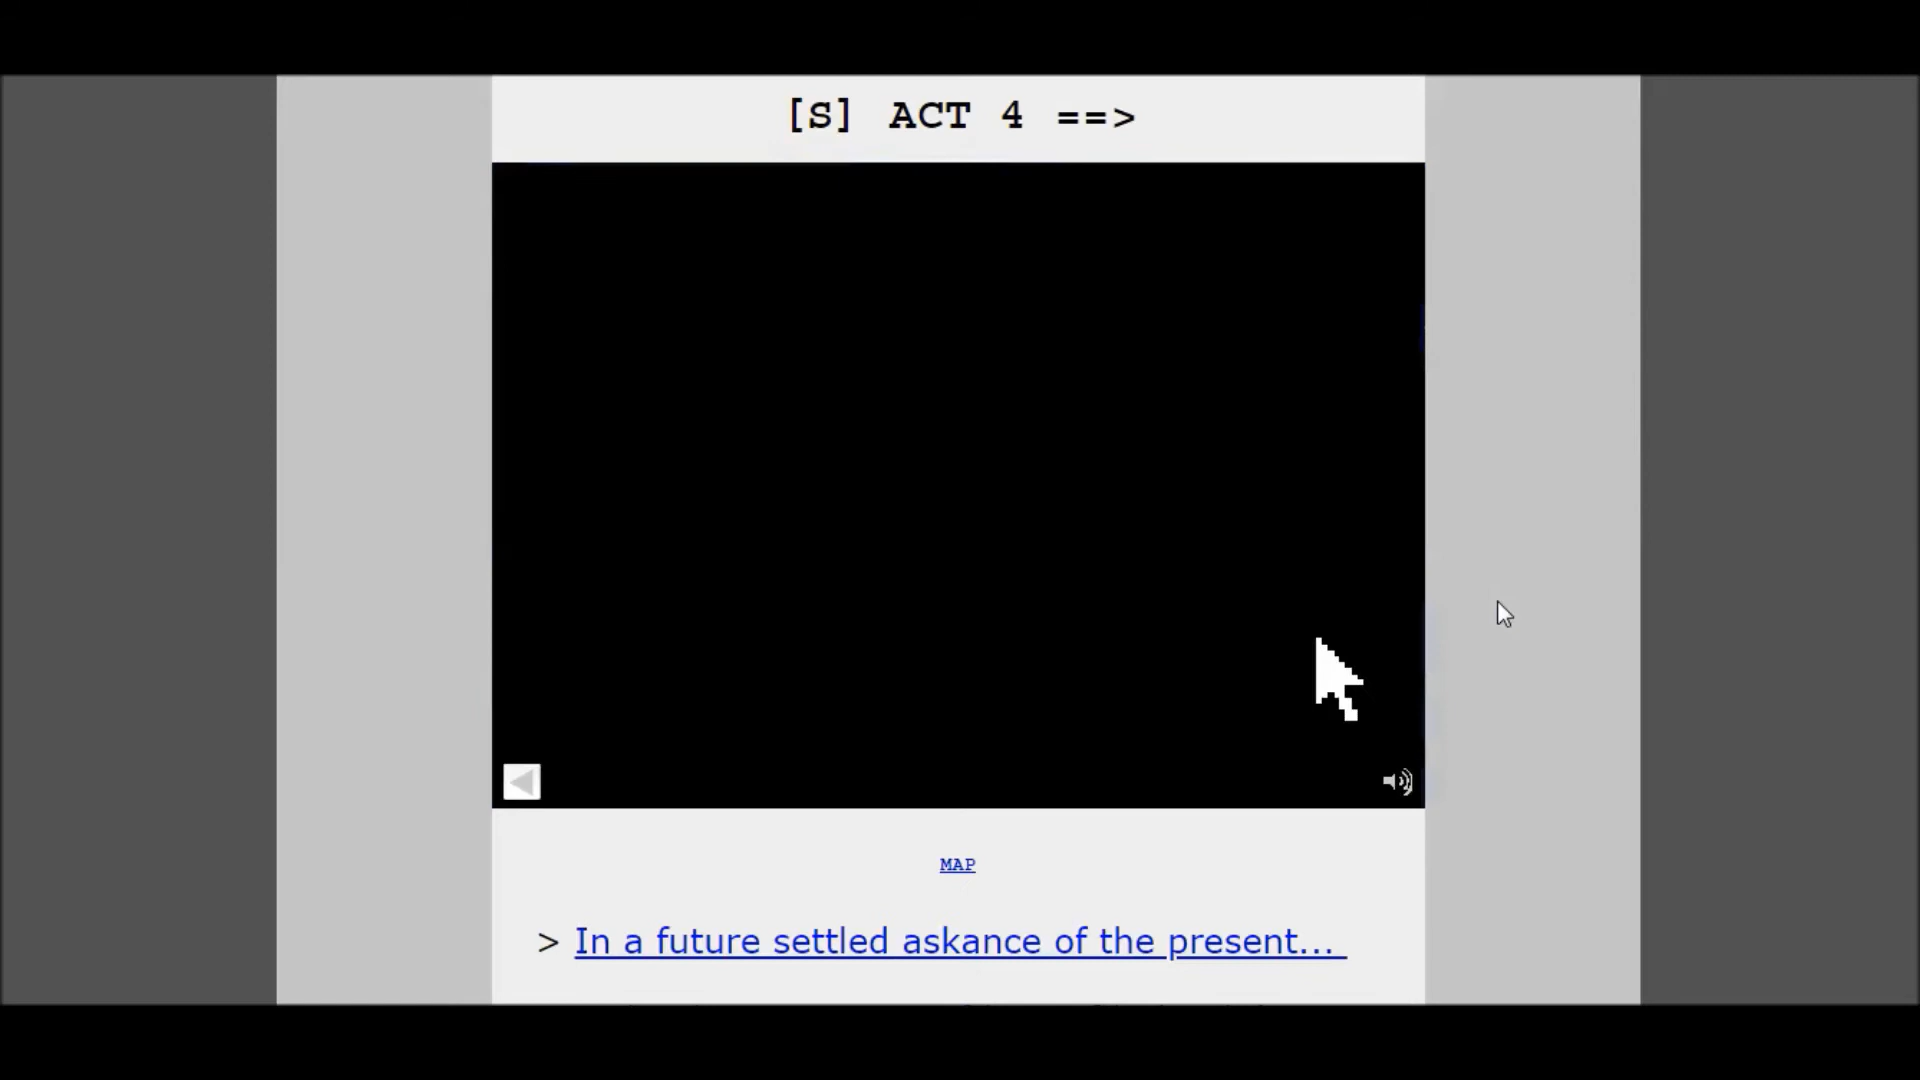 [S] ACT 4 ==>
MAP
> In a future settled askance of the present...